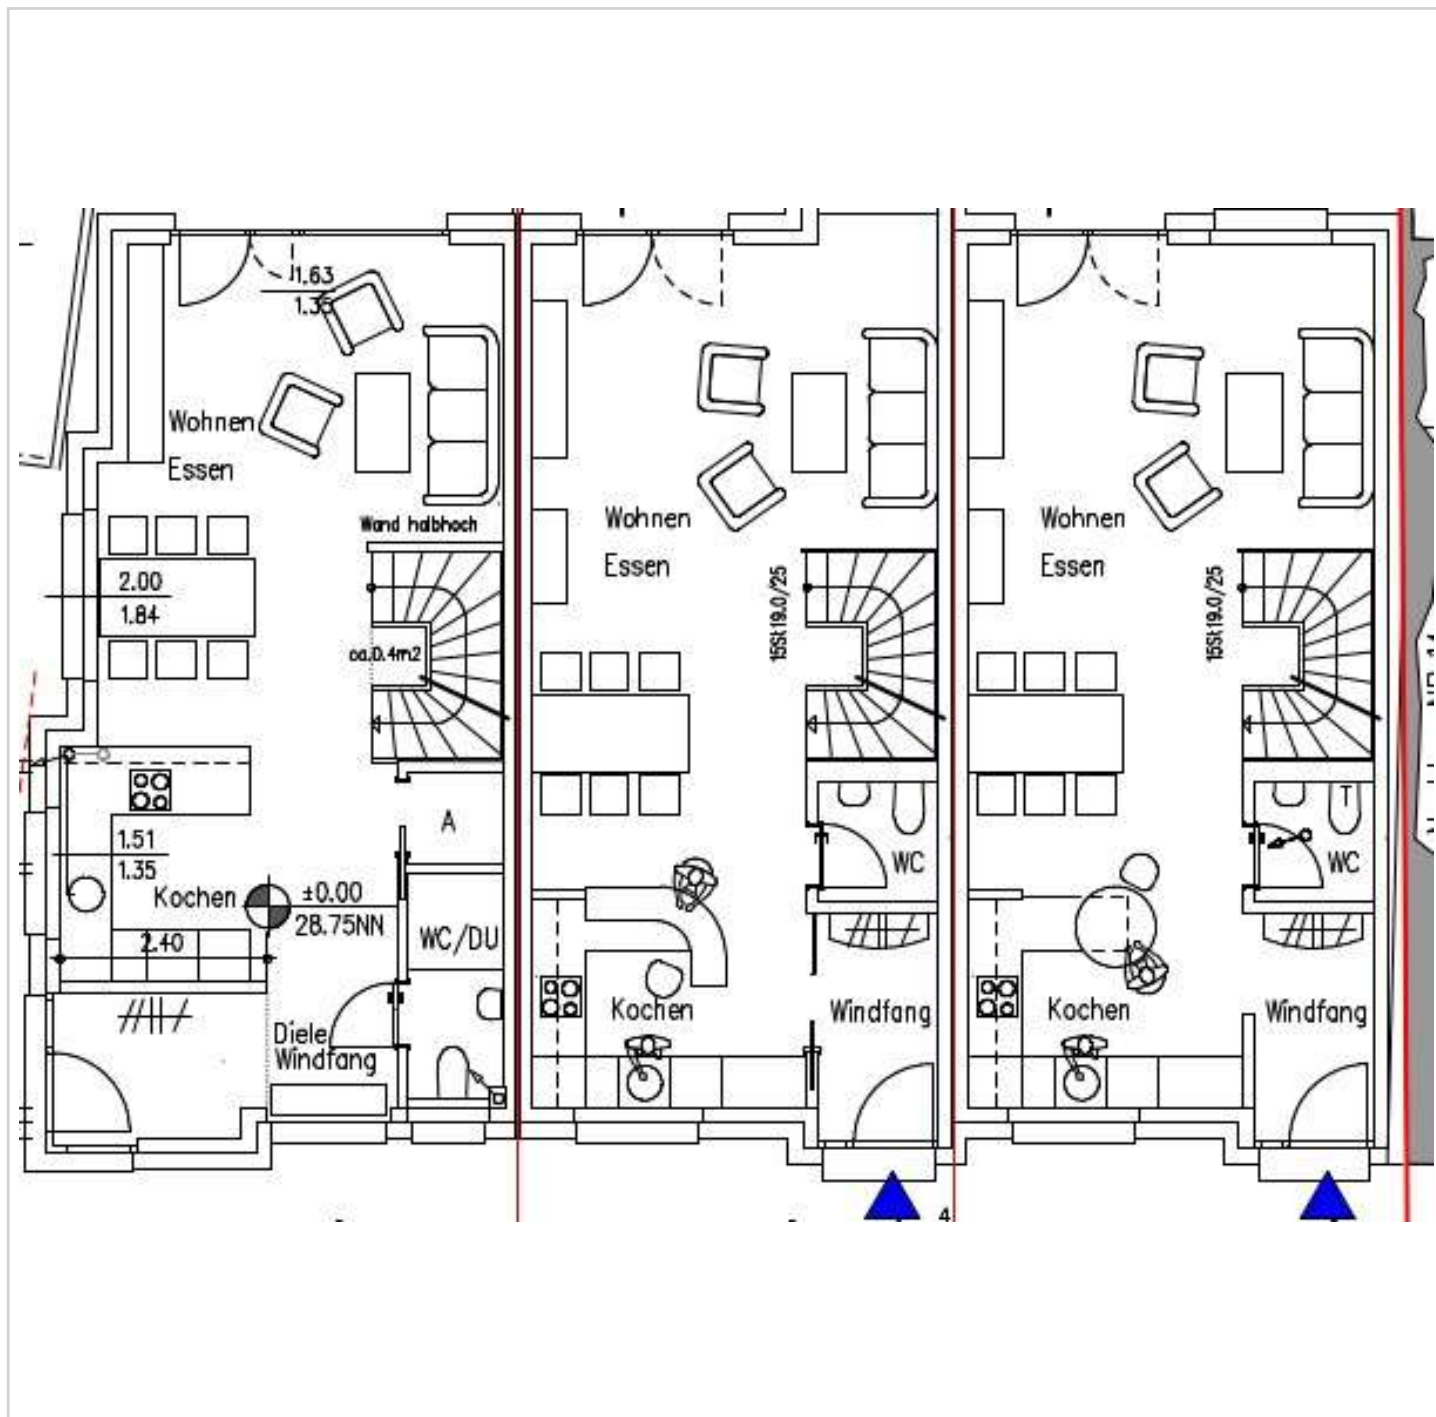 1.63
1.35
Wohnen
Essen
Wand halbhoch
2.00
1.84
ca.0.4m2
A
1.51
1.35
Kochen
±0.00
28.75NN
2.40
WC/DU
Diele
Windfang
Wohnen
Essen
15St19.0/25
WC
Kochen
Windfang
4
Wohnen
Essen
15St19.0/25
T
WC
Kochen
Windfang